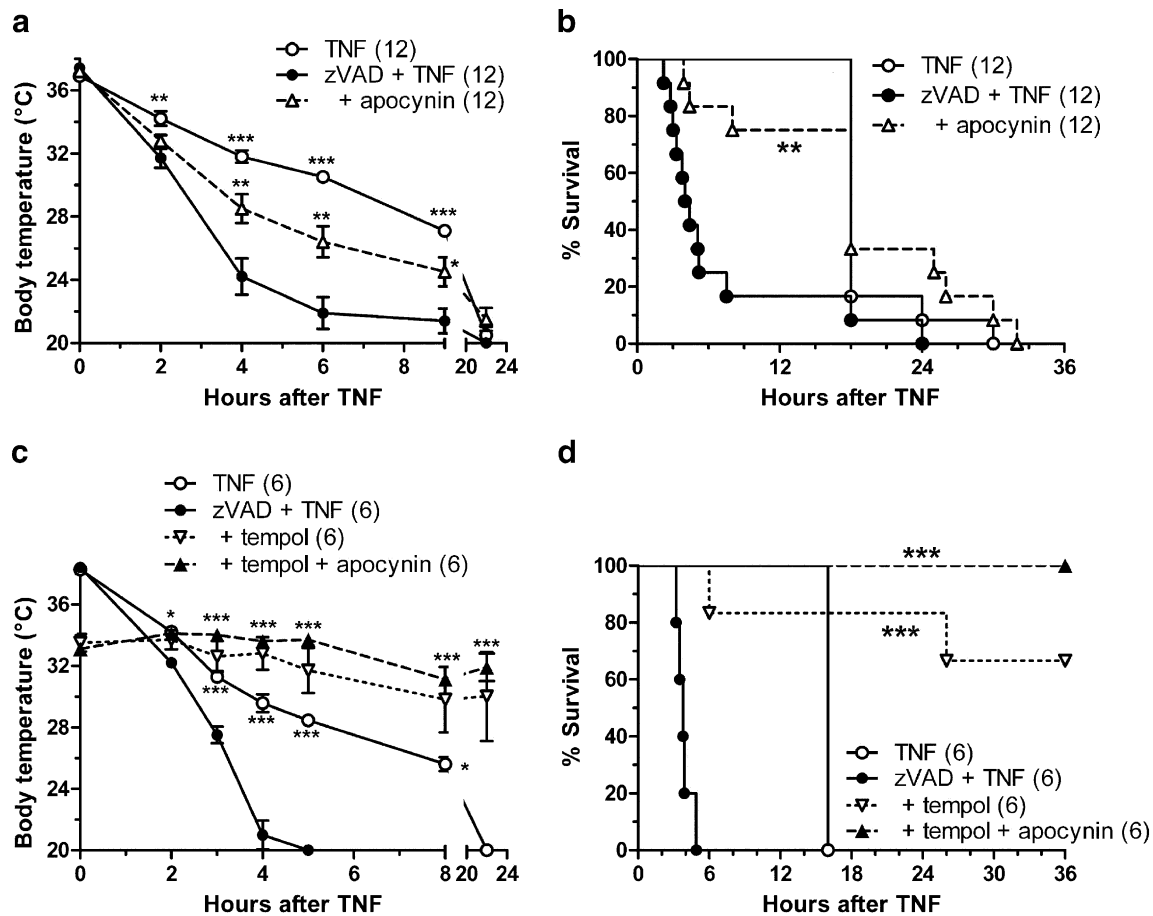 a
TNF (12)
zVAD + TNF (12)
+ apocynin (12)
Body temperature (°C)
36
32
28
24
20
** *** *** ***
** ** *
0 2 4 6 8 20 24
Hours after TNF
b
TNF (12)
zVAD + TNF (12)
+ apocynin (12)
% Survival
100
80
60
40
20
0
**
0 12 24 36
Hours after TNF
c
TNF (6)
zVAD + TNF (6)
+ tempol (6)
+ tempol + apocynin (6)
Body temperature (°C)
36
32
28
24
20
* *** *** *** *** ***
*** *** *** *
0 2 4 6 8 20 24
Hours after TNF
d
% Survival
100
80
60
40
20
0
***
***
TNF (6)
zVAD + TNF (6)
+ tempol (6)
+ tempol + apocynin (6)
0 6 12 18 24 30 36
Hours after TNF